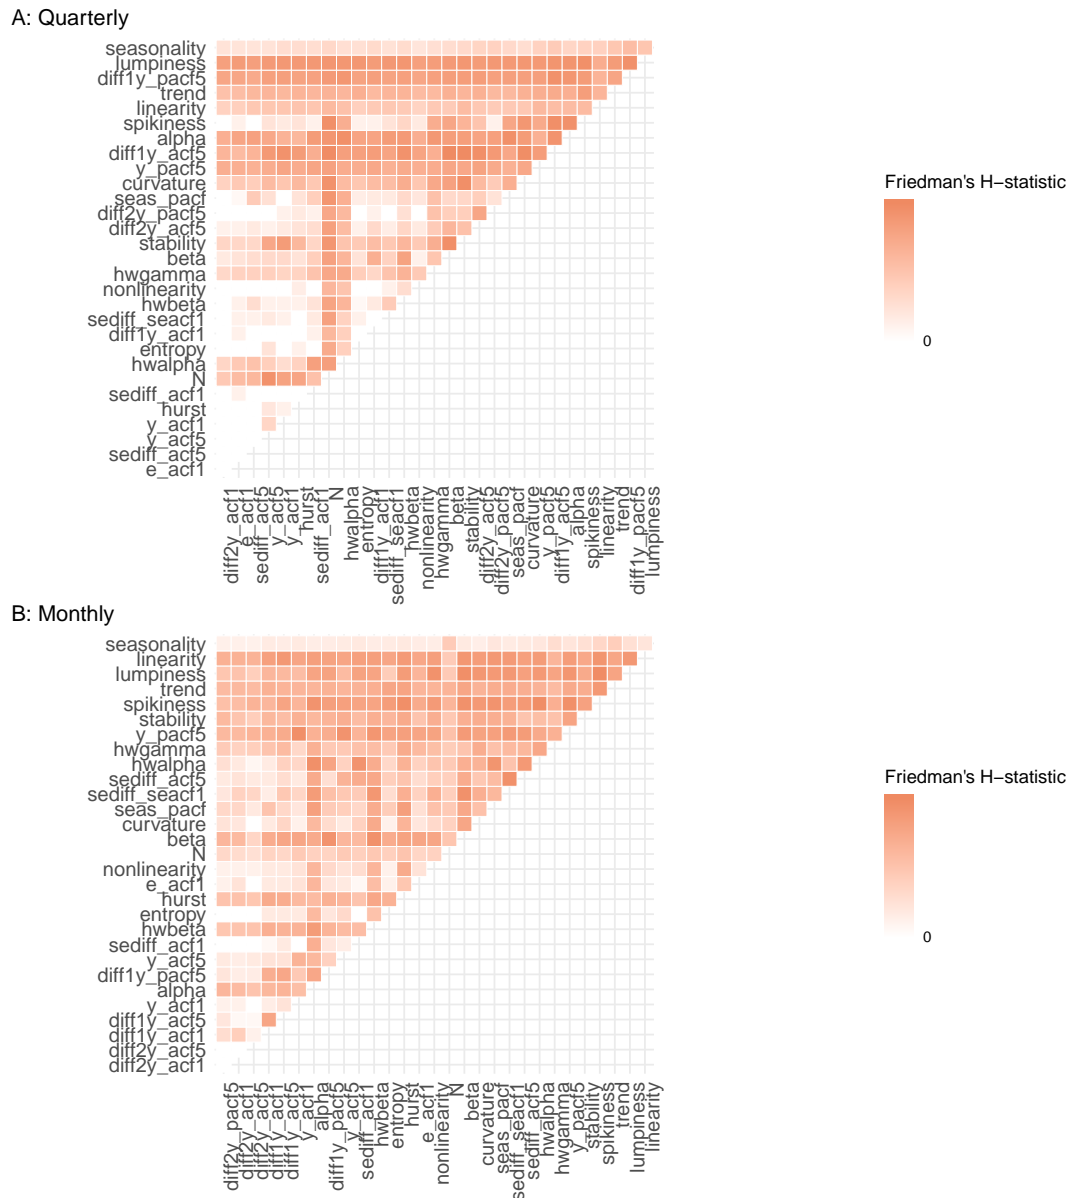 A: Quarterly
seasonality
lumpiness
diff1y_pacf5
trend
linearity
spikiness
alpha
diff1y_acf5
y_pacf5
curvature
seas_pacf
diff2y_pacf5
diff2y_acf5
stability
beta
hwgamma
nonlinearity
hwbeta
sediff_seacf1
diff1y_acf1
entropy
hwalpha
N
sediff_acf1
hurst
y_acf1
y_acf5
sediff_acf5
e_acf1
diff2y_acf1
e_acf1
sediff_acf5
y_acf5
y_acf1
hurst
sediff_acf1
N
hwalpha
entropy
diff1y_acf1
sediff_seacf1
hwbeta
nonlinearity
hwgamma
beta
stability
diff2y_acf5
diff2y_pacf5
seas_pacf
curvature
y_pacf5
diff1y_acf5
alpha
spikiness
linearity
trend
diff1y_pacf5
lumpiness
Friedman's H−statistic
0
B: Monthly
seasonality
linearity
lumpiness
trend
spikiness
stability
y_pacf5
hwgamma
hwalpha
sediff_acf5
sediff_seacf1
seas_pacf
curvature
beta
N
nonlinearity
e_acf1
hurst
entropy
hwbeta
sediff_acf1
y_acf5
diff1y_pacf5
alpha
y_acf1
diff1y_acf5
diff1y_acf1
diff2y_acf5
diff2y_acf1
diff2y_pacf5
diff2y_acf1
diff2y_acf5
diff1y_acf1
diff1y_acf5
y_acf1
alpha
diff1y_pacf5
y_acf5
sediff_acf1
hwbeta
entropy
hurst
e_acf1
nonlinearity
N
beta
curvature
seas_pacf
sediff_seacf1
sediff_acf5
hwalpha
hwgamma
y_pacf5
stability
spikiness
trend
lumpiness
linearity
Friedman's H−statistic
0